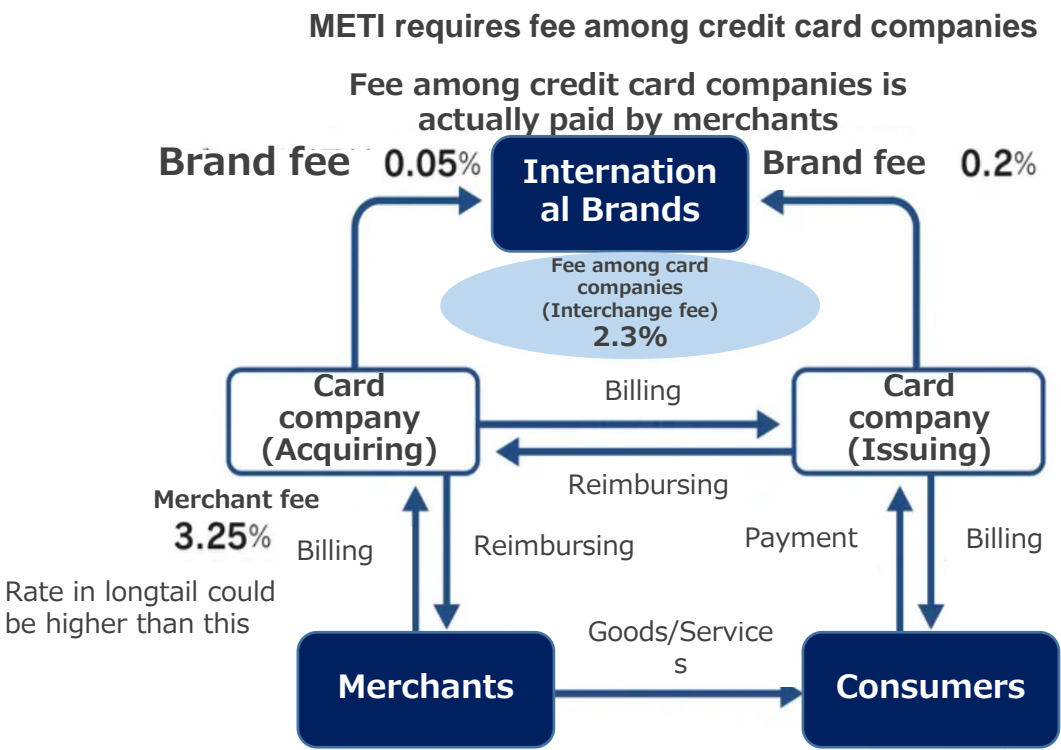 METI requires fee among credit card companies
Fee among credit card companies is
actually paid by merchants
Brand fee 0.05%
Internation
al Brands
Brand fee 0.2%
Fee among card
companies
(Interchange fee)
2.3%
Card
company
(Acquiring)
Billing
Card
company
(Issuing)
Reimbursing
Merchant fee
3.25%
Billing
Reimbursing
Payment
Billing
Rate in longtail could
be higher than this
Goods/Service
s
Merchants
Consumers